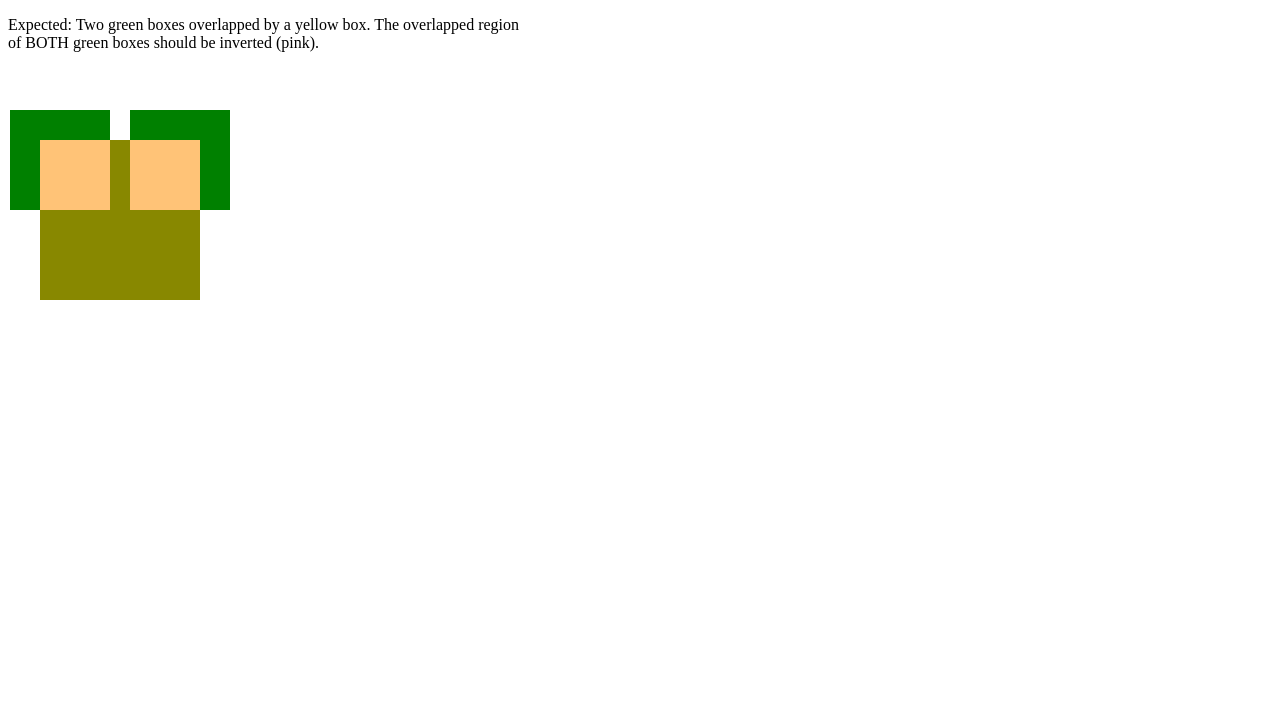 Expected: Two green boxes overlapped by a yellow box. The overlapped region
of BOTH green boxes should be inverted (pink).